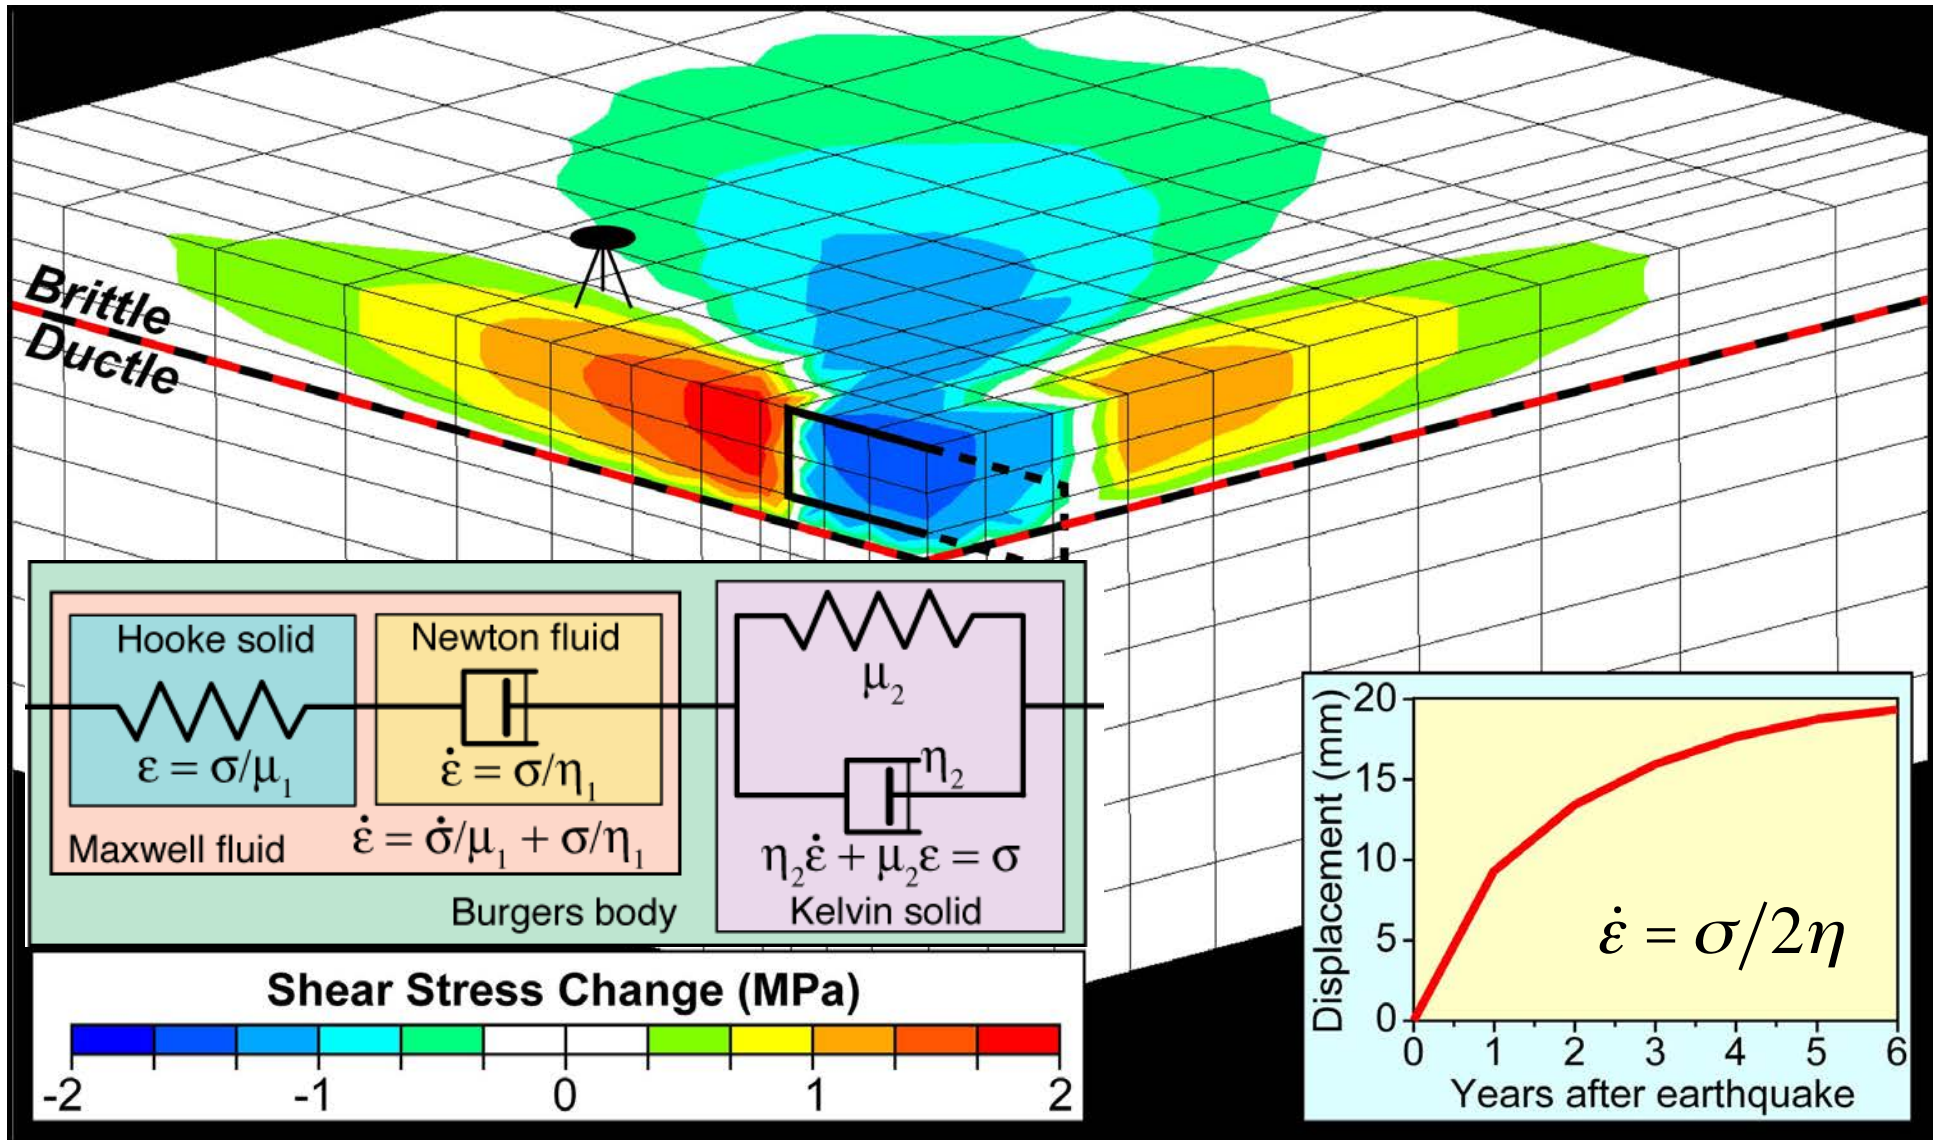 Brittle
Ductle
Hooke solid
ε = σ/μ₁
Newton fluid
ε̇ = σ/η₁
Maxwell fluid
ε̇ = σ̇/μ₁ + σ/η₁
μ₂
η₂
η₂ε̇ + μ₂ε = σ
Kelvin solid
Burgers body
Shear Stress Change (MPa)
-2 -1 0 1 2
Displacement (mm)
20
15
10
5
0
ε̇ = σ/2η
0 1 2 3 4 5 6
Years after earthquake